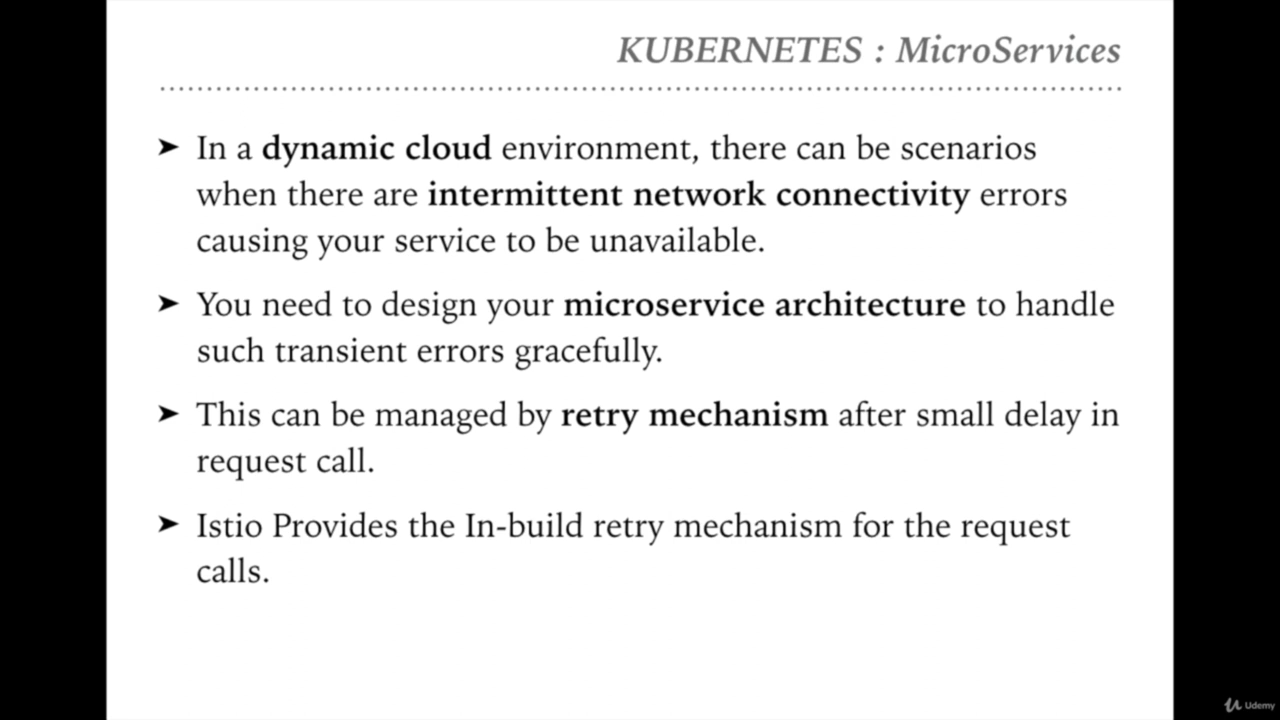 KUBERNETES : MicroServices
➤ In a dynamic cloud environment, there can be scenarios
when there are intermittent network connectivity errors
causing your service to be unavailable.
➤ You need to design your microservice architecture to handle
such transient errors gracefully.
➤ This can be managed by retry mechanism after small delay in
request call.
➤ Istio Provides the In-build retry mechanism for the request
calls.
Udemy